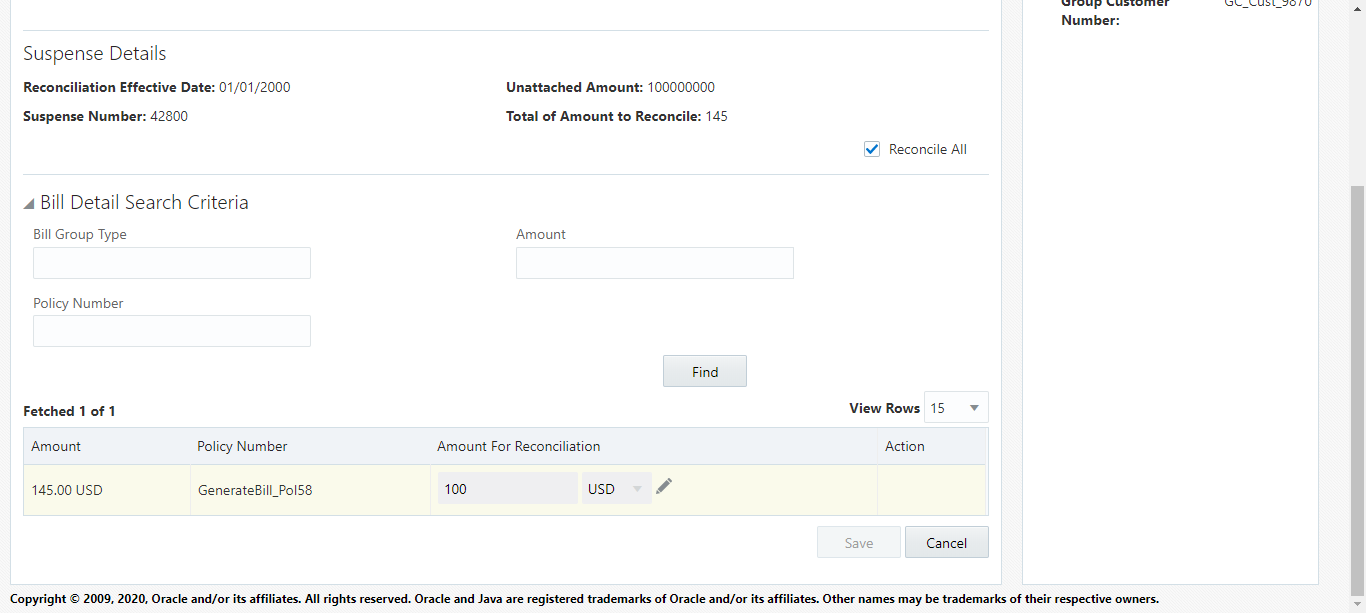 Group Customer GC_Cust_9870
Number:
Suspense Details
Reconciliation Effective Date: 01/01/2000 Unattached Amount: 100000000
Suspense Number: 42800 Total of Amount to Reconcile: 145
Reconcile All
Bill Detail Search Criteria
Bill Group Type Amount
Policy Number
Find
Fetched 1 of 1 View Rows 15
Amount Policy Number Amount For Reconciliation Action
145.00 USD GenerateBill_Pol58 100 USD
Save Cancel
Copyright © 2009, 2020, Oracle and/or its affiliates. All rights reserved. Oracle and Java are registered trademarks of Oracle and/or its affiliates. Other names may be trademarks of their respective owners.